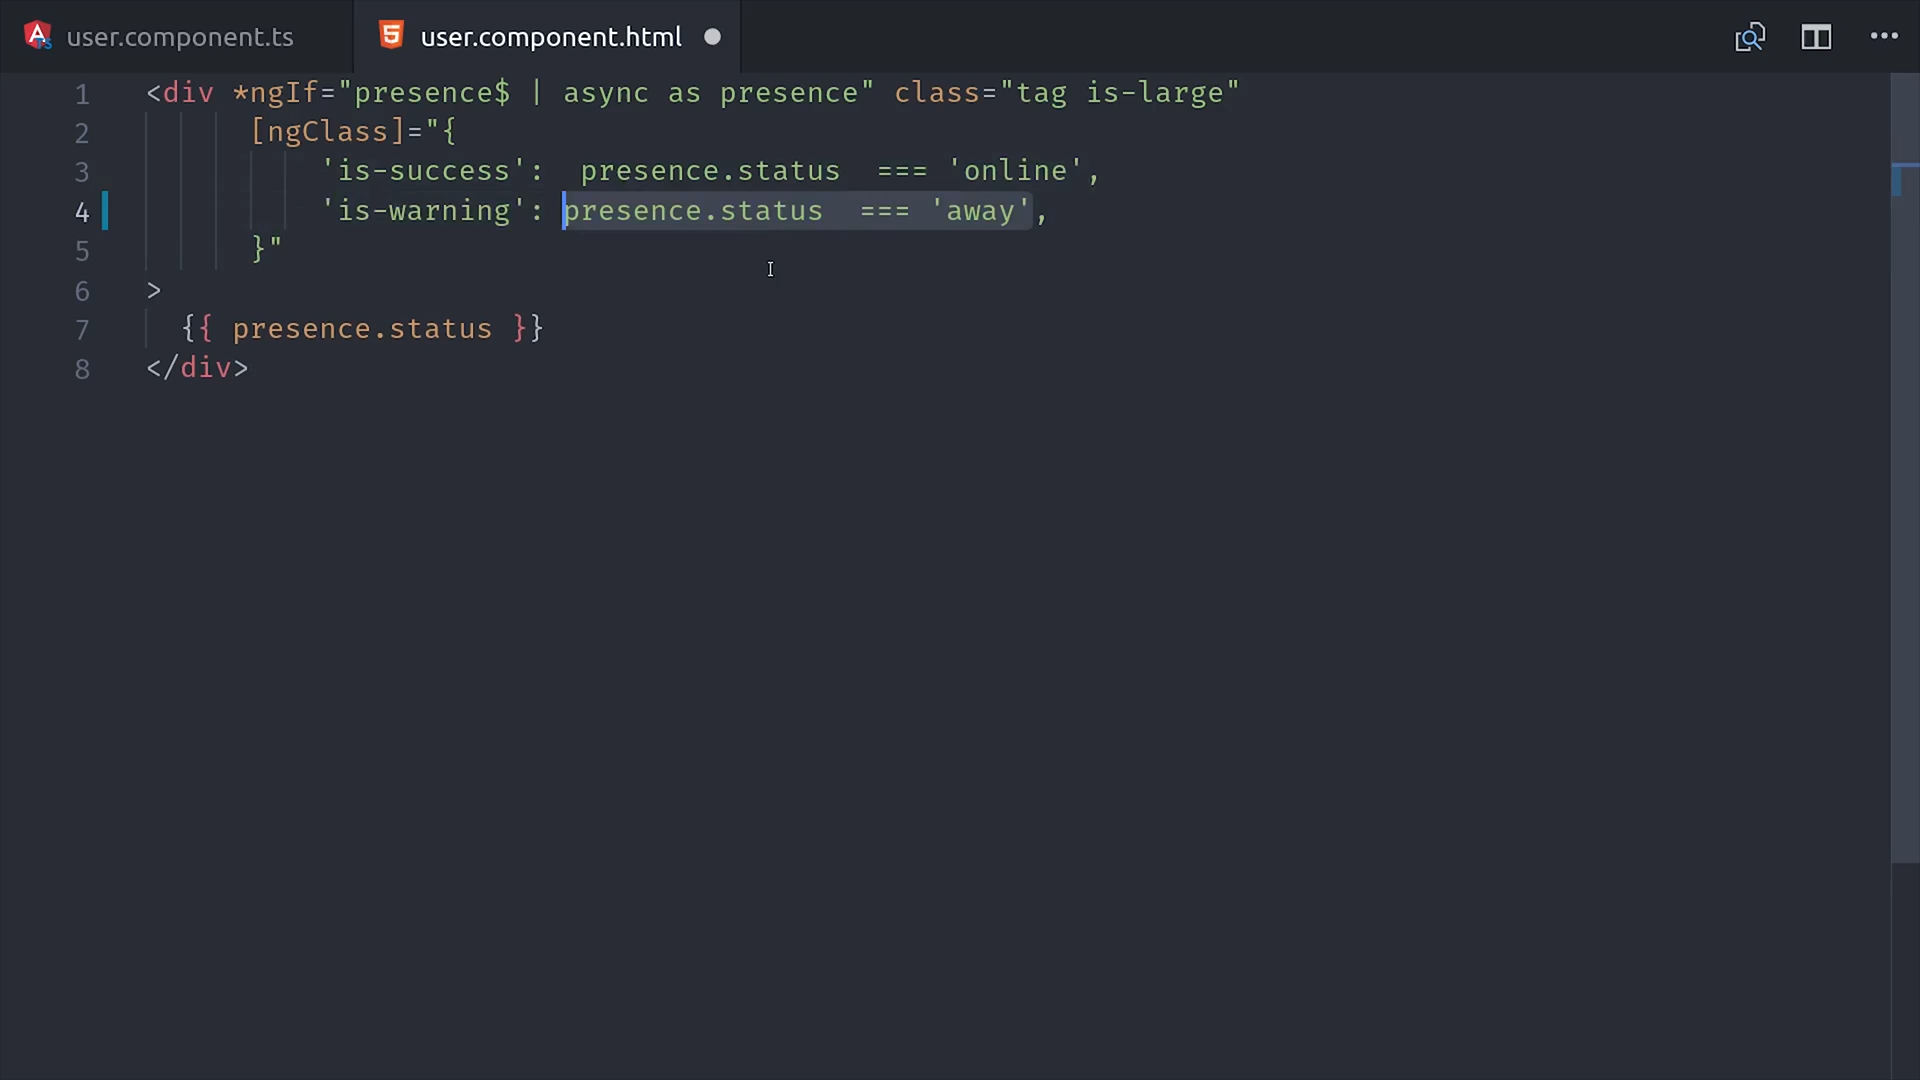 user.component.ts
user.component.html
1 <div *ngIf="presence$ | async as presence" class="tag is-large"
2 [ngClass]="{
3 'is-success':  presence.status  === 'online',
4 'is-warning': presence.status  === 'away',
5 }"
6 >
7 {{ presence.status }}
8 </div>